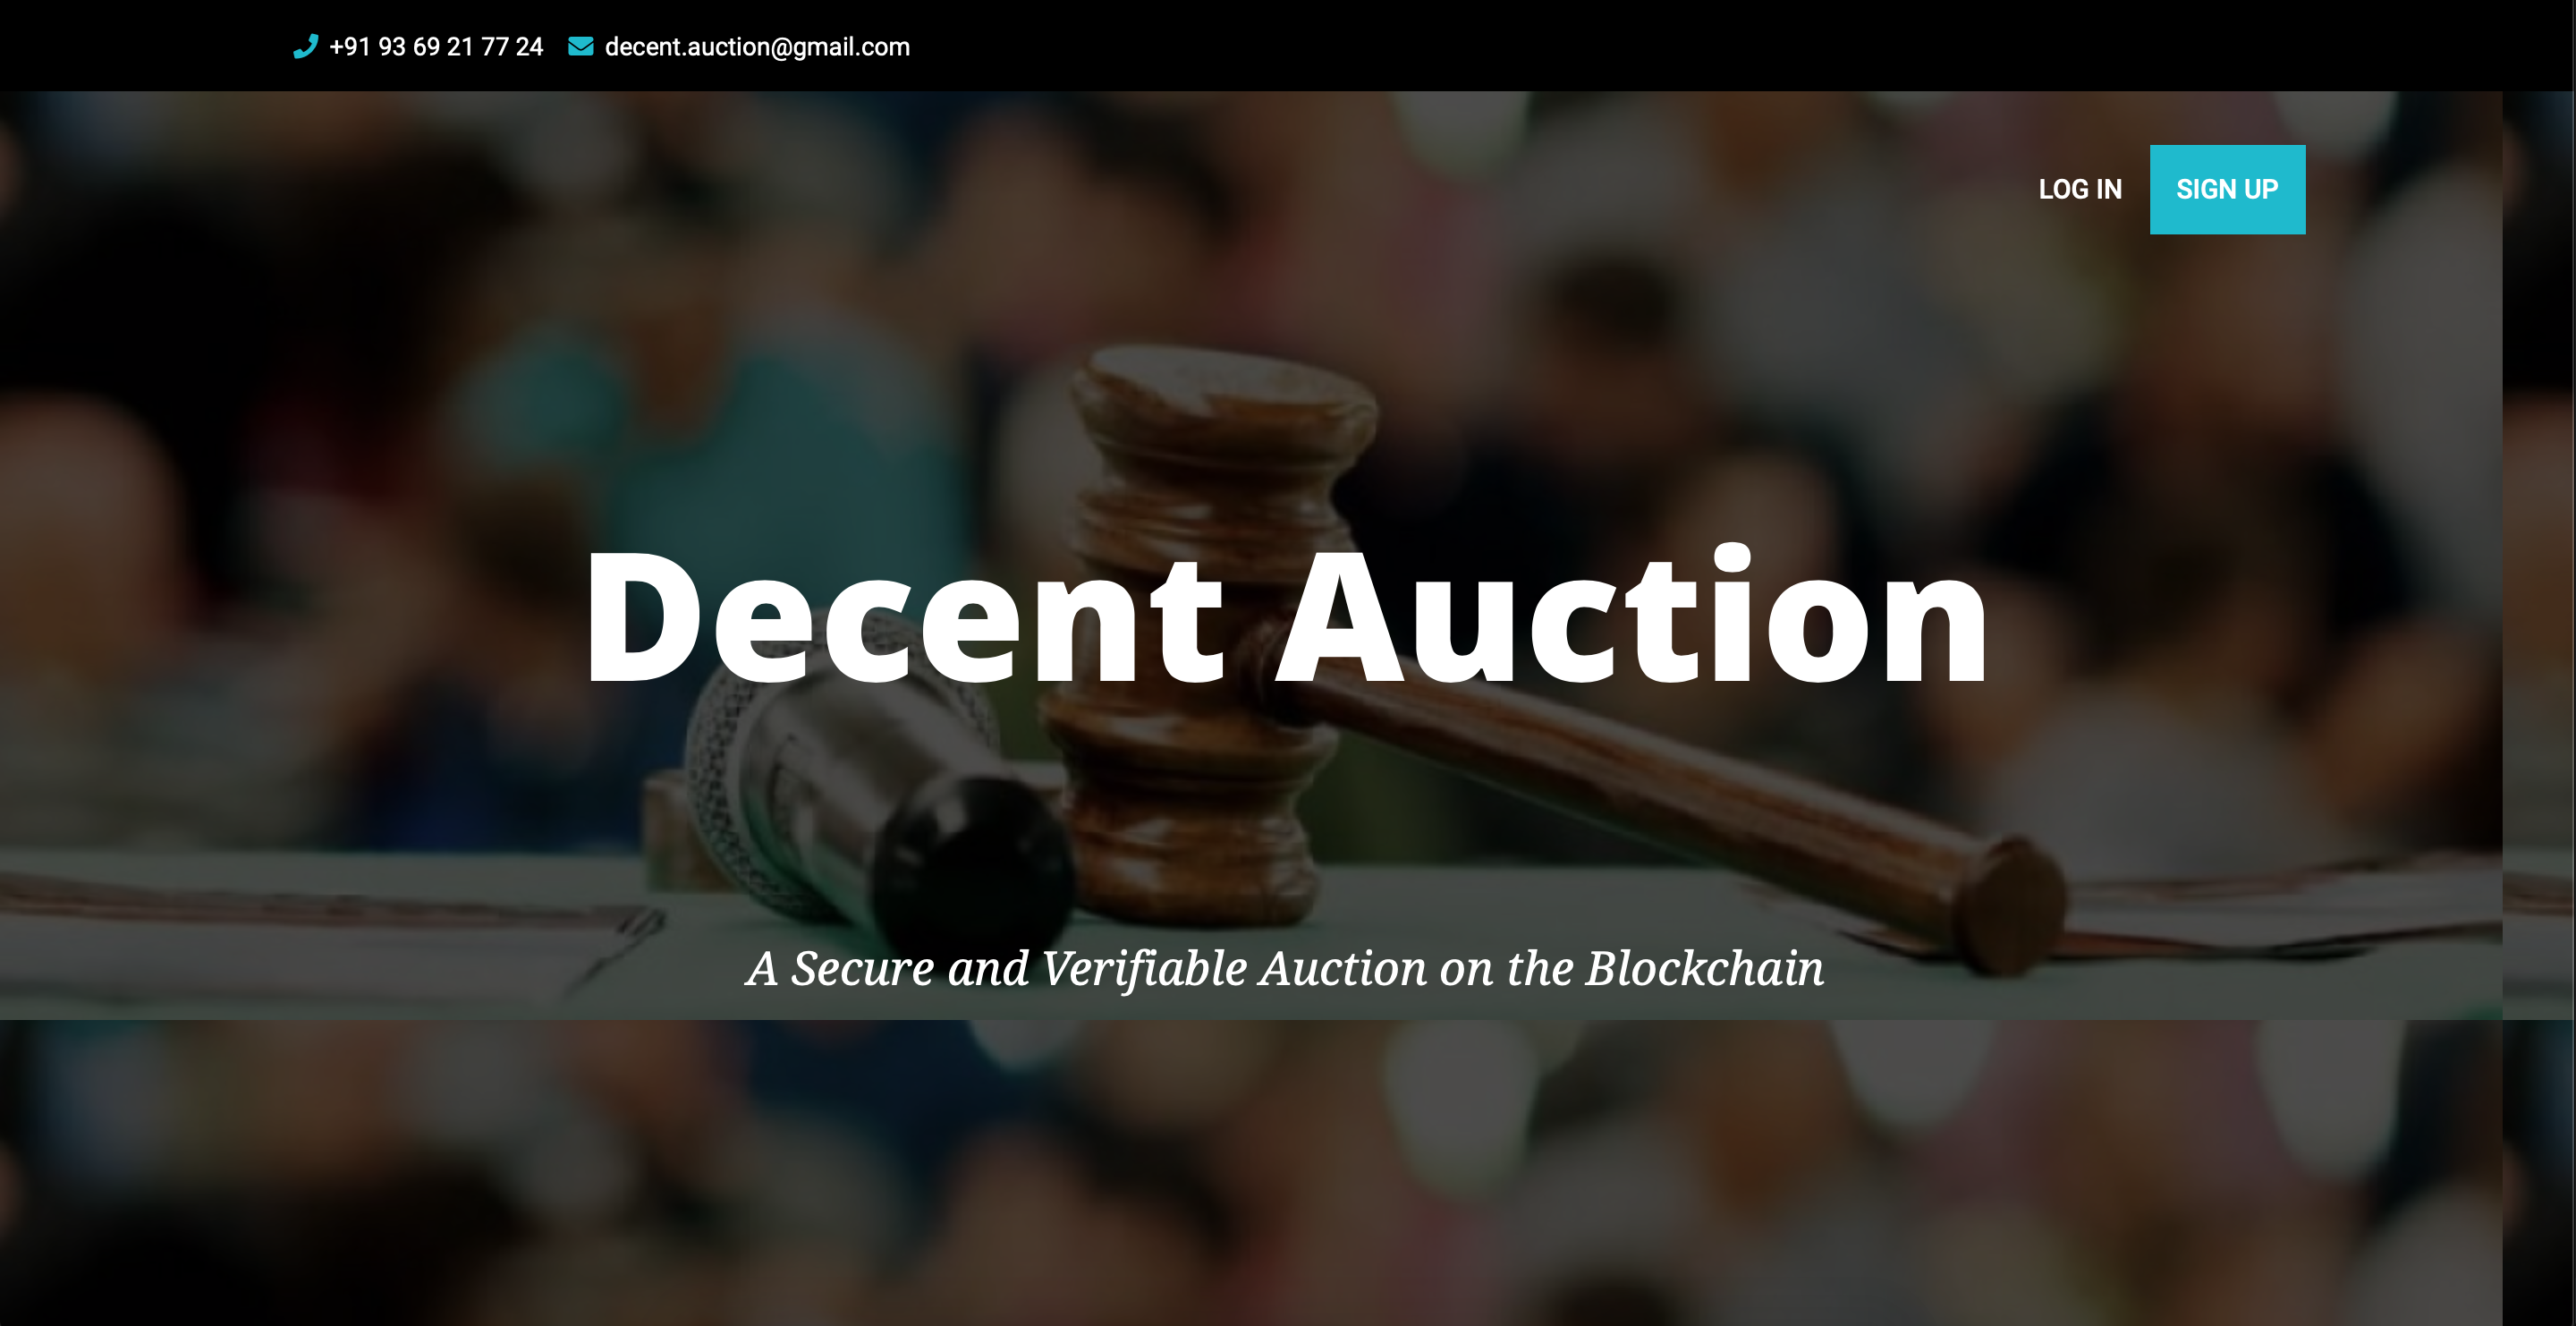 +91 93 69 21 77 24 decent.auction@gmail.com
LOG IN SIGN UP
Decent Auction
A Secure and Verifiable Auction on the Blockchain